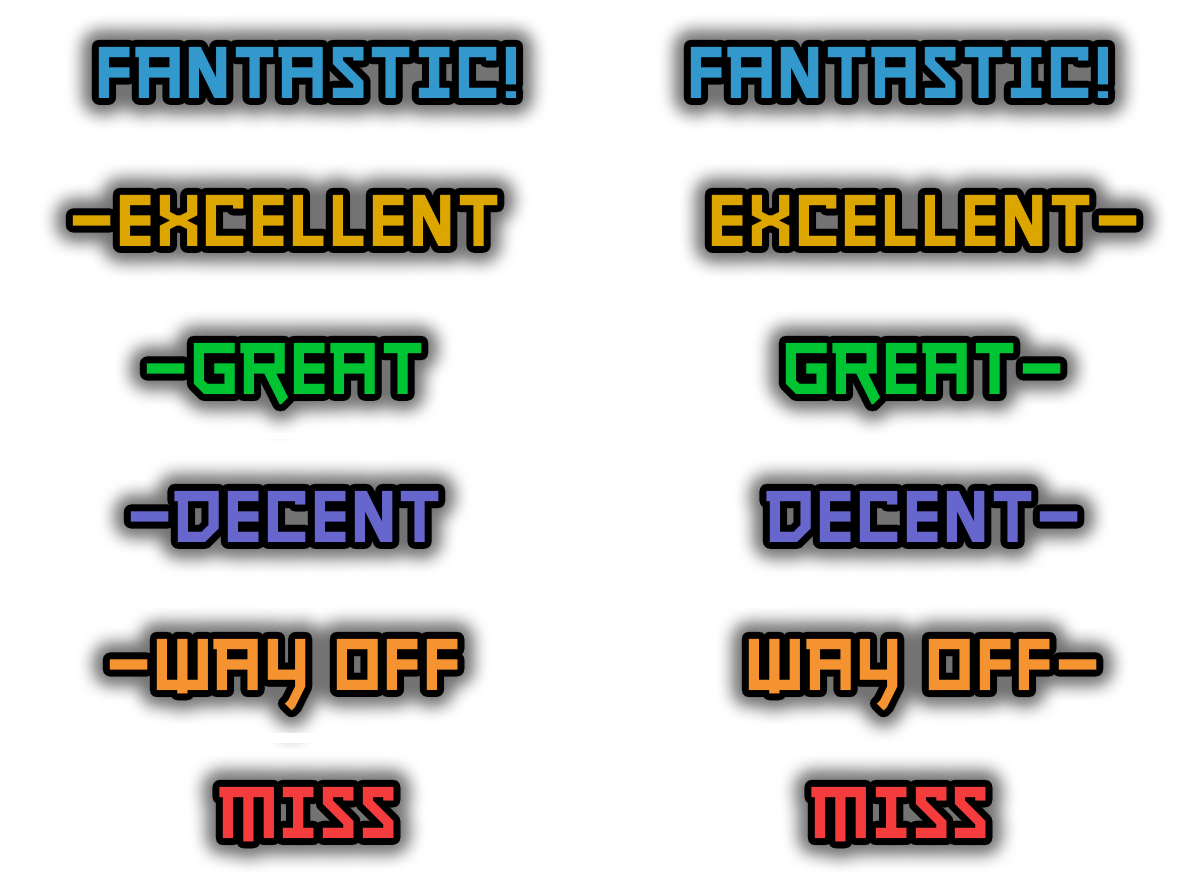 FANTASTIC! FANTASTIC!
-EXCELLENT EXCELLENT-
-GREAT GREAT-
-DECENT DECENT-
-WAY OFF WAY OFF-
MISS MISS